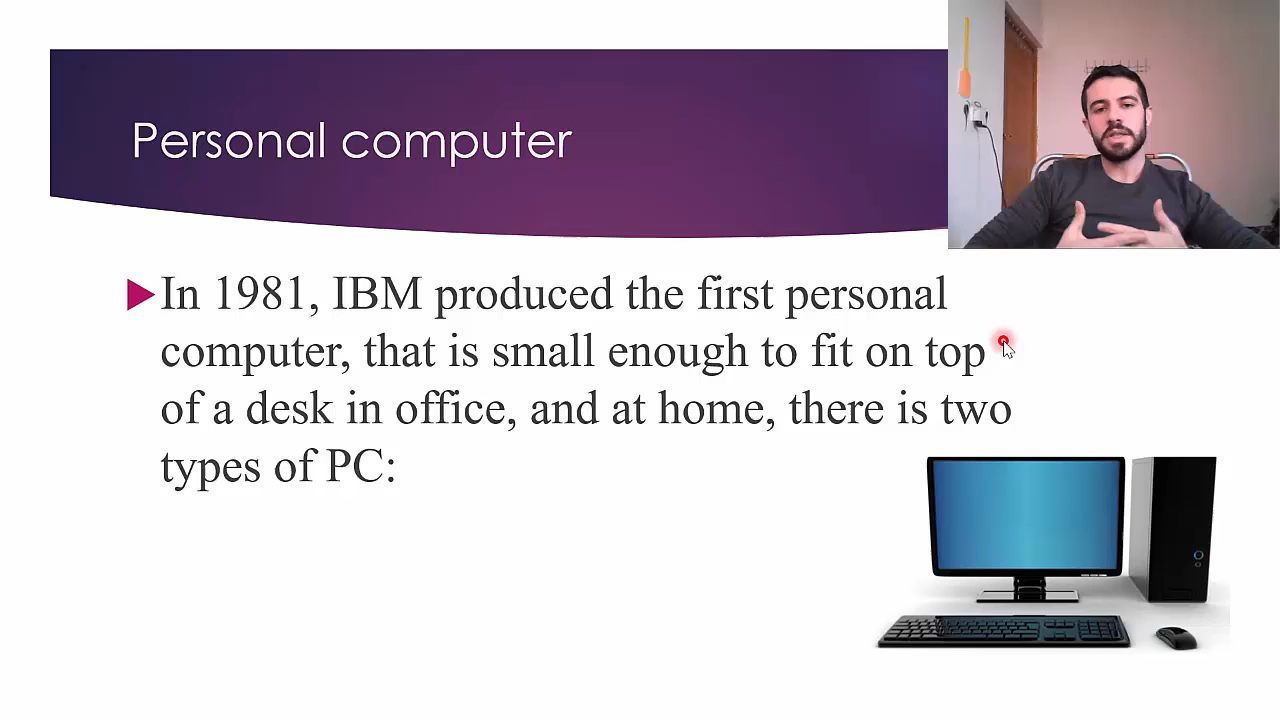 Personal computer
In 1981, IBM produced the first personal
computer, that is small enough to fit on top
of a desk in office, and at home, there is two
types of PC: